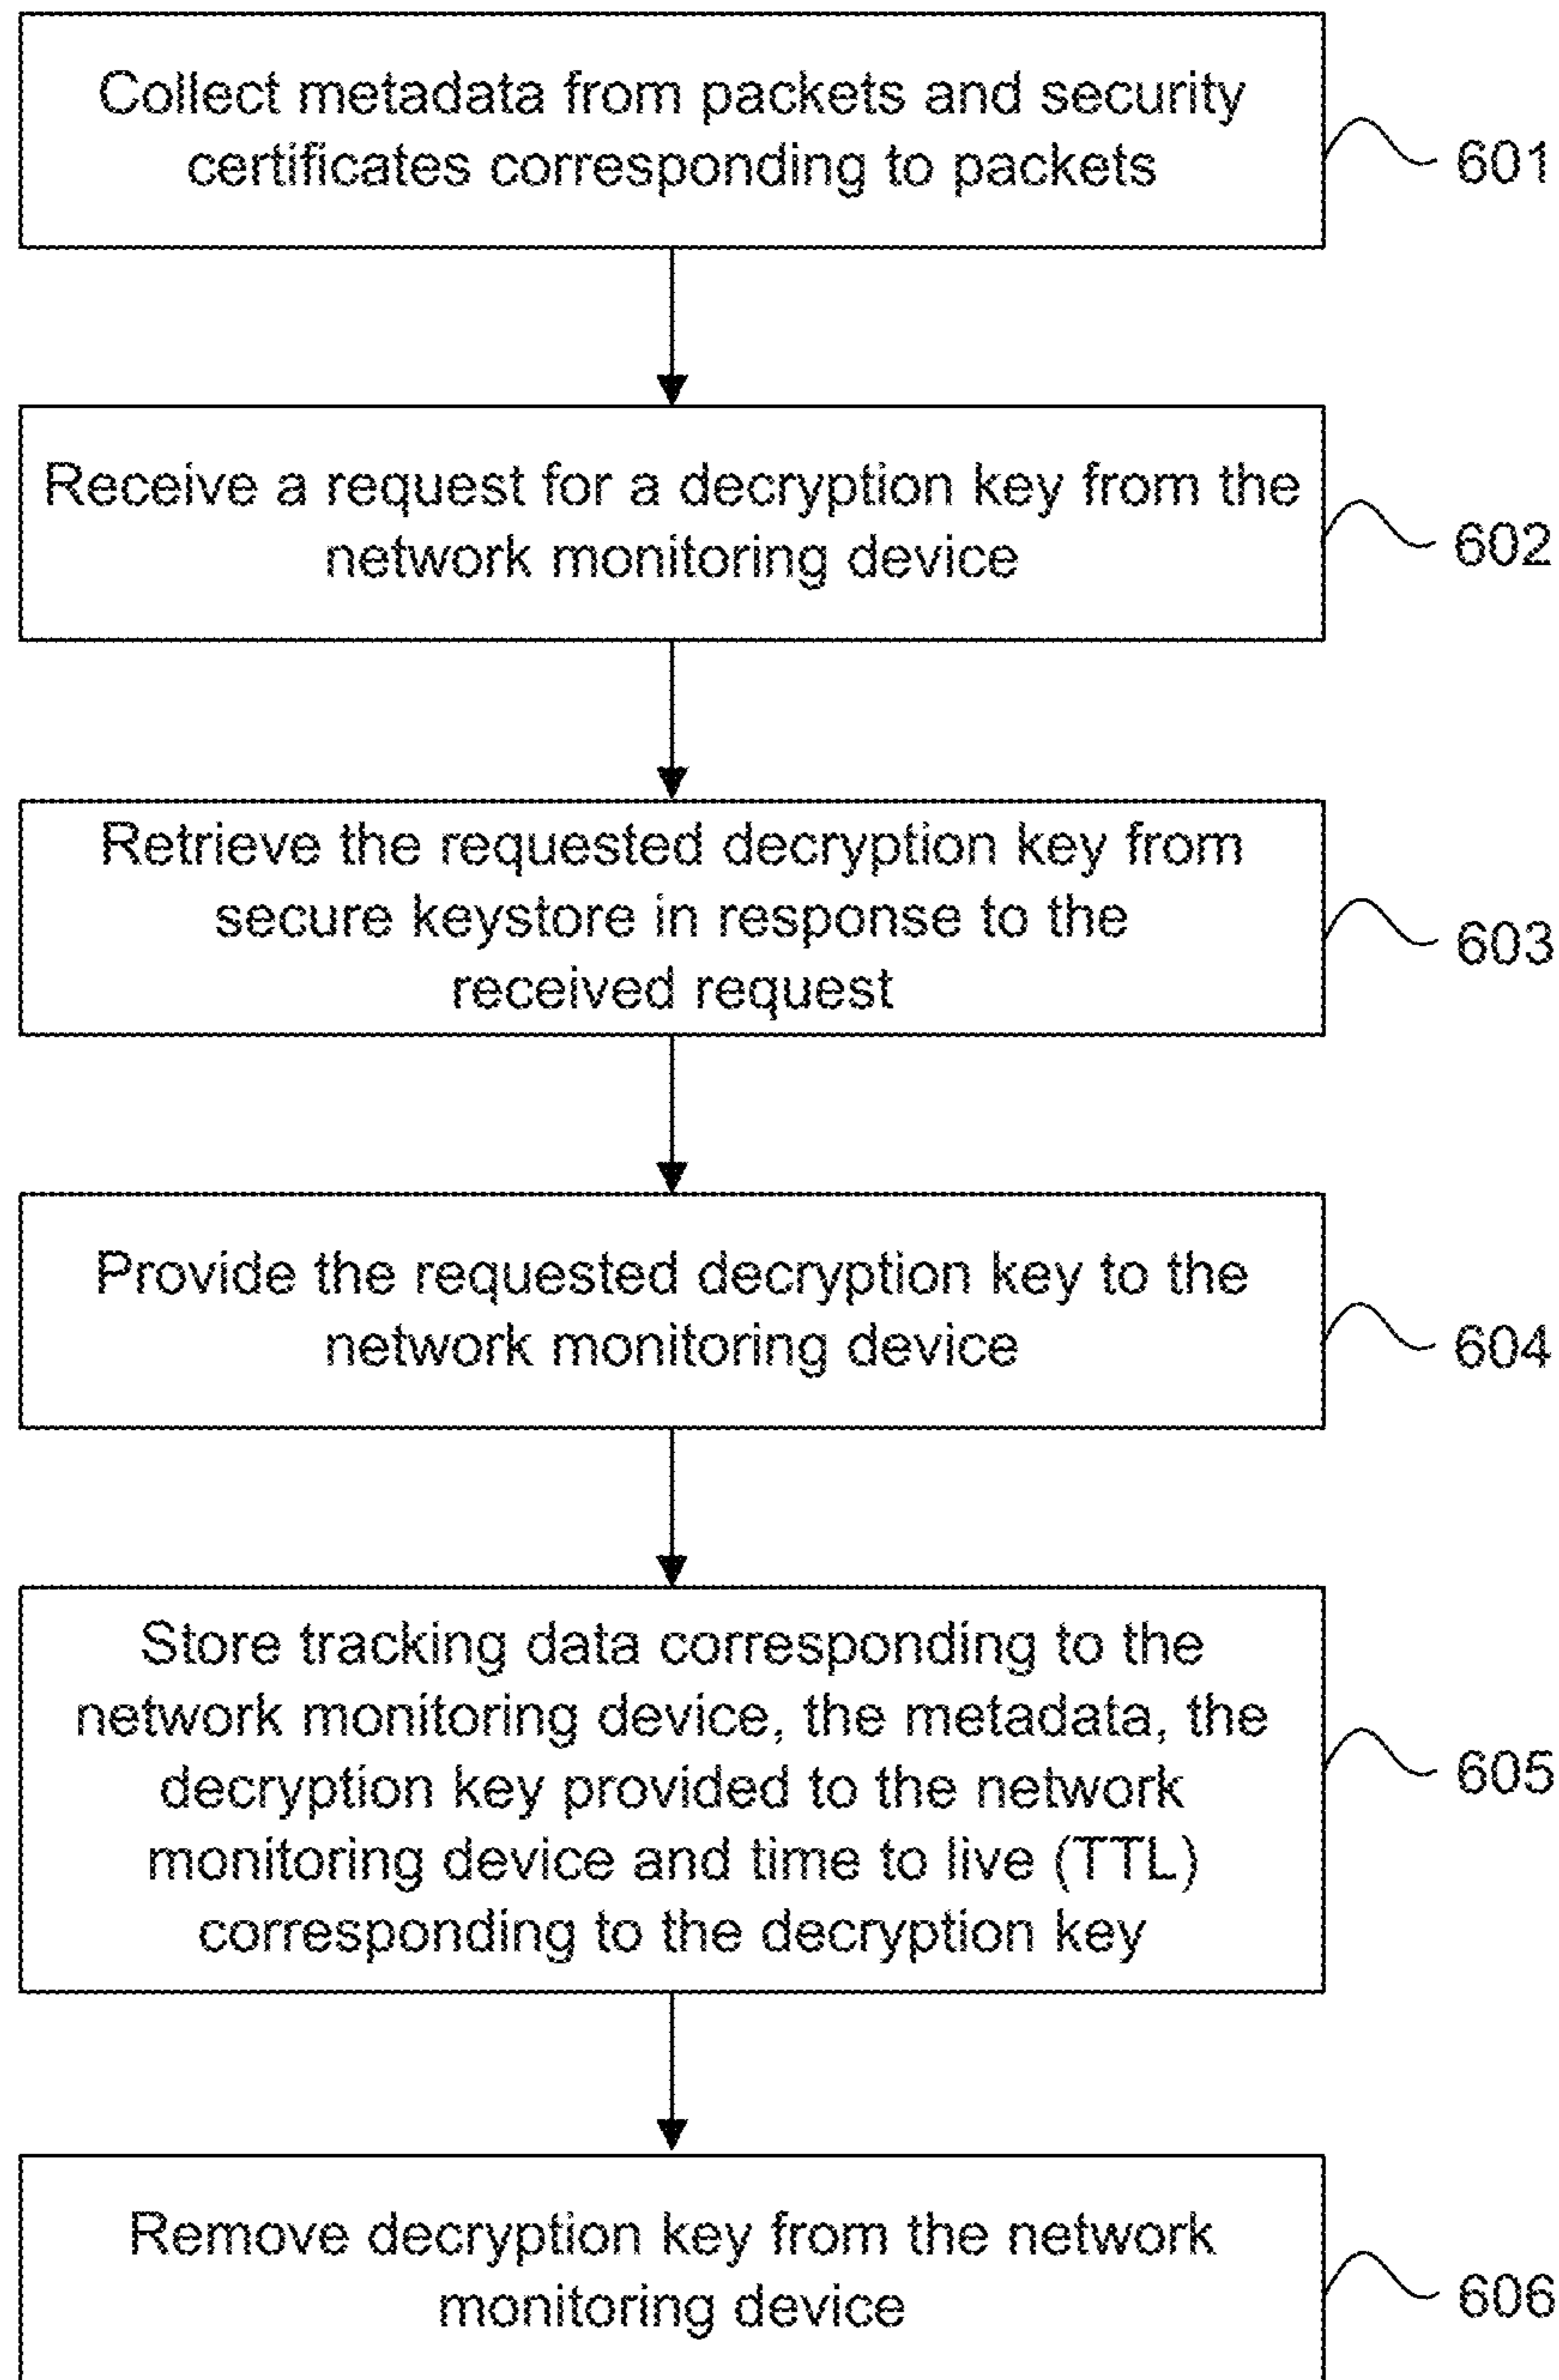 Collect metadata from packets and security
certificates corresponding to packets
601
Receive a request for a decryption key from the
network monitoring device
602
Retrieve the requested decryption key from
secure keystore in response to the
received request
603
Provide the requested decryption key to the
network monitoring device
604
Store tracking data corresponding to the
network monitoring device, the metadata, the
decryption key provided to the network
monitoring device and time to live (TTL)
corresponding to the decryption key
605
Remove decryption key from the network
monitoring device
606